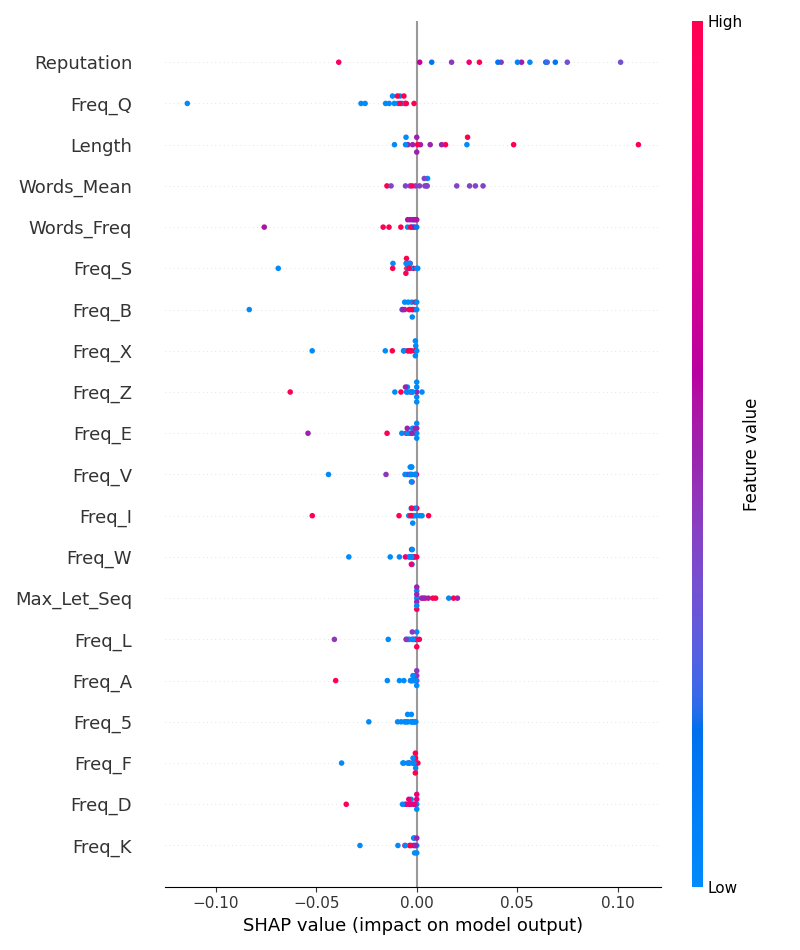 High
Reputation
Freq_Q
Length
Words_Mean
Words_Freq
Freq_S
Freq_B
Freq_X
Freq_Z
Freq_E
Freq_V
Freq_I
Freq_W
Max_Let_Seq
Freq_L
Freq_A
Freq_5
Freq_F
Freq_D
Freq_K
Feature value
Low
−0.10 −0.05 0.00 0.05 0.10
SHAP value (impact on model output)